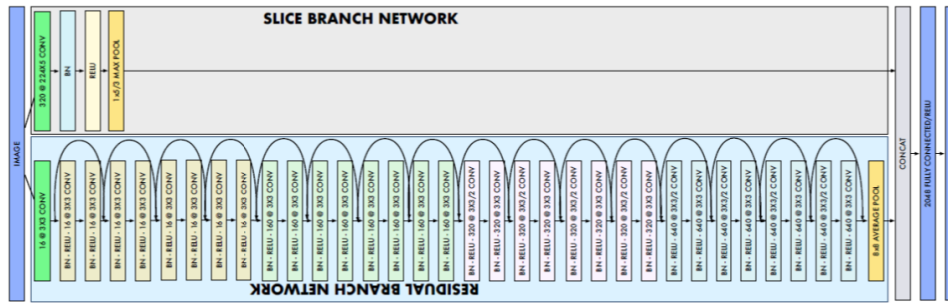 SLICE BRANCH NETWORK
IMAGE
320 @ 224X5 CONV
BN
RELU
1x5/3 MAX POOL
16 @ 3X3 CONV
BN - RELU - 16 @ 3X3 CONV
BN - RELU - 16 @ 3X3 CONV
BN - RELU - 16 @ 3X3 CONV
BN - RELU - 16 @ 3X3 CONV
BN - RELU - 16 @ 3X3 CONV
BN - RELU - 16 @ 3X3 CONV
BN - RELU - 16 @ 3X3 CONV
BN - RELU - 16 @ 3X3 CONV
BN - RELU - 160 @ 3X3 CONV
BN - RELU - 160 @ 3X3 CONV
BN - RELU - 160 @ 3X3 CONV
BN - RELU - 160 @ 3X3 CONV
BN - RELU - 160 @ 3X3 CONV
BN - RELU - 160 @ 3X3 CONV
BN - RELU - 160 @ 3X3 CONV
BN - RELU - 160 @ 3X3 CONV
BN - RELU - 320 @ 3X3/2 CONV
BN - RELU - 320 @ 3X3 CONV
BN - RELU - 320 @ 3X3 CONV
BN - RELU - 320 @ 3X3 CONV
BN - RELU - 320 @ 3X3/2 CONV
BN - RELU - 320 @ 3X3 CONV
BN - RELU - 320 @ 3X3 CONV
BN - RELU - 320 @ 3X3 CONV
BN - RELU - 640 @ 3X3/2 CONV
BN - RELU - 640 @ 3X3/2 CONV
BN - RELU - 640 @ 3X3/2 CONV
BN - RELU - 640 @ 3X3 CONV
BN - RELU - 640 @ 3X3/2 CONV
BN - RELU - 640 @ 3X3 CONV
BN - RELU - 640 @ 3X3/2 CONV
BN - RELU - 640 @ 3X3 CONV
8x8 AVERAGE POOL
RESIDUAL BRANCH NETWORK
CONCAT
2048 FULLY CONNECTED/RELU